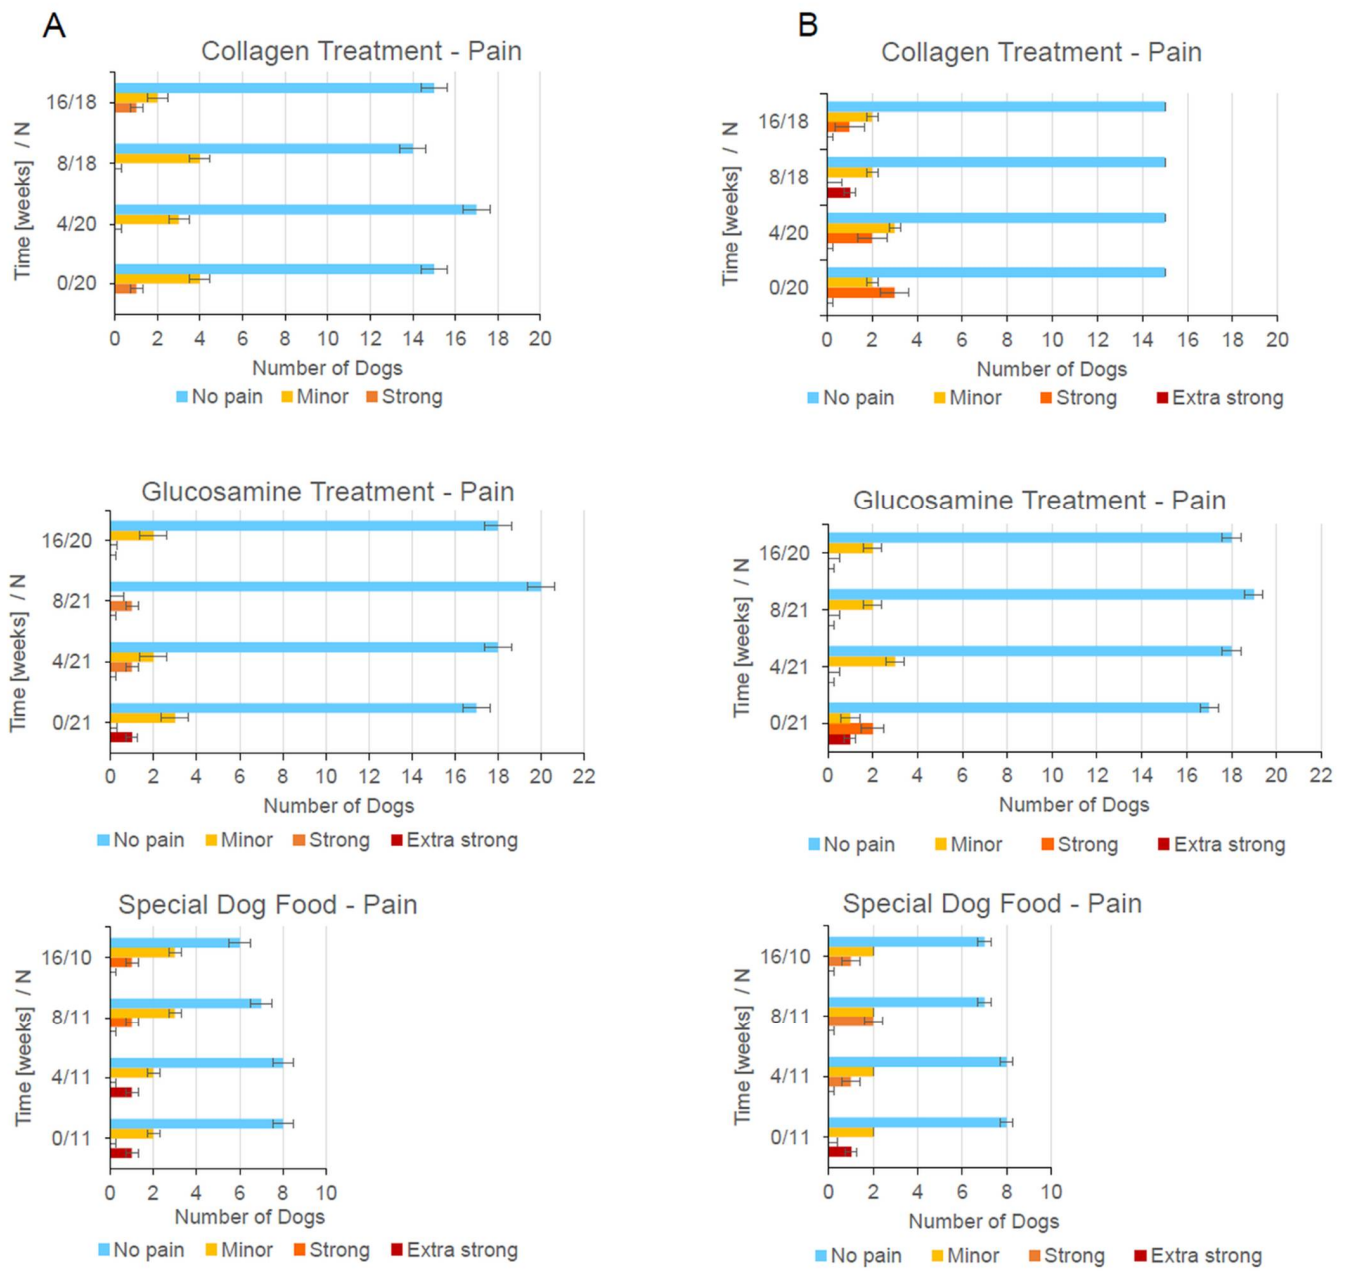 A
Collagen Treatment - Pain
Time [weeks] / N
16/18
8/18
4/20
0/20
0 2 4 6 8 10 12 14 16 18 20
Number of Dogs
No pain Minor Strong
B
Collagen Treatment - Pain
Time [weeks] / N
16/18
8/18
4/20
0/20
0 2 4 6 8 10 12 14 16 18 20
Number of Dogs
No pain Minor Strong Extra strong
Glucosamine Treatment - Pain
Time [weeks] / N
16/20
8/21
4/21
0/21
0 2 4 6 8 10 12 14 16 18 20 22
Number of Dogs
No pain Minor Strong Extra strong
Glucosamine Treatment - Pain
Time [weeks] / N
16/20
8/21
4/21
0/21
0 2 4 6 8 10 12 14 16 18 20 22
Number of Dogs
No pain Minor Strong Extra strong
Special Dog Food - Pain
Time [weeks] / N
16/10
8/11
4/11
0/11
0 2 4 6 8 10
Number of Dogs
No pain Minor Strong Extra strong
Special Dog Food - Pain
Time [weeks] / N
16/10
8/11
4/11
0/11
0 2 4 6 8 10
Number of Dogs
No pain Minor Strong Extra strong